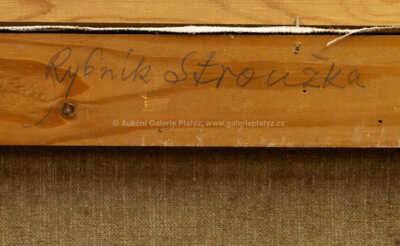 Rybník Stroužka
© Aukční Galerie Platýz, www.galerieplatyz.cz